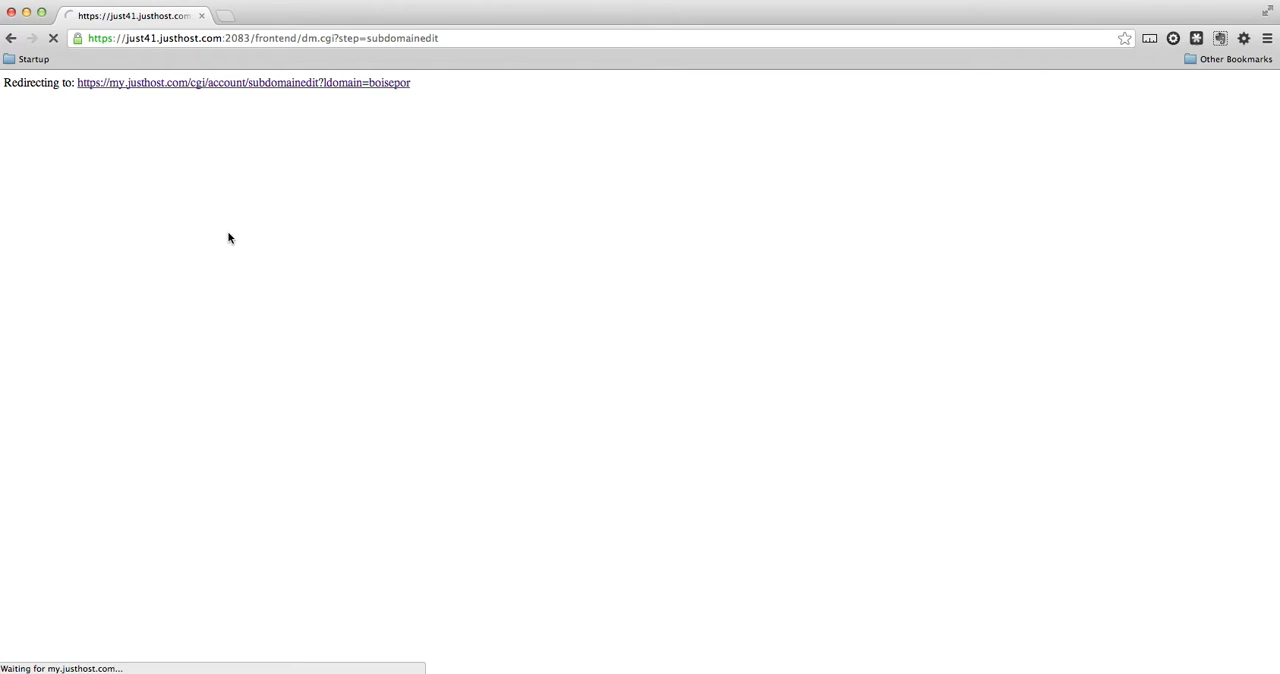 https://just41.justhost.com:
https://just41.justhost.com:2083/frontend/dm.cgi?step=subdomainedit
Startup
Other Bookmarks
Redirecting to: https://my.justhost.com/cgi/account/subdomainedit?ldomain=boisepor
Waiting for my.justhost.com...